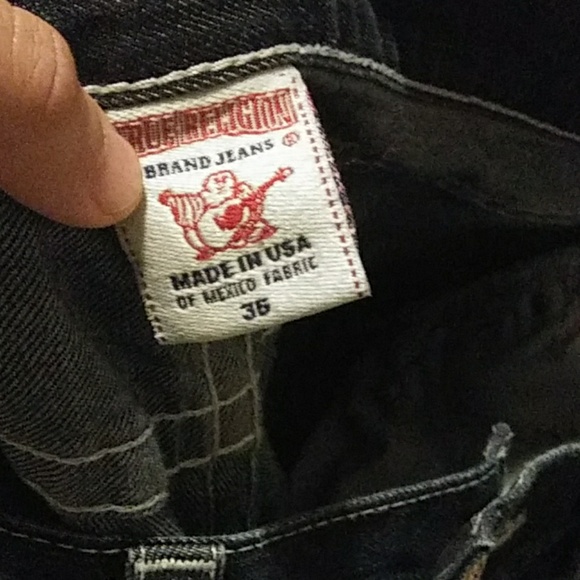 TRUE RELIGION ®
BRAND JEANS
MADE IN USA
OF MEXICO FABRIC
36